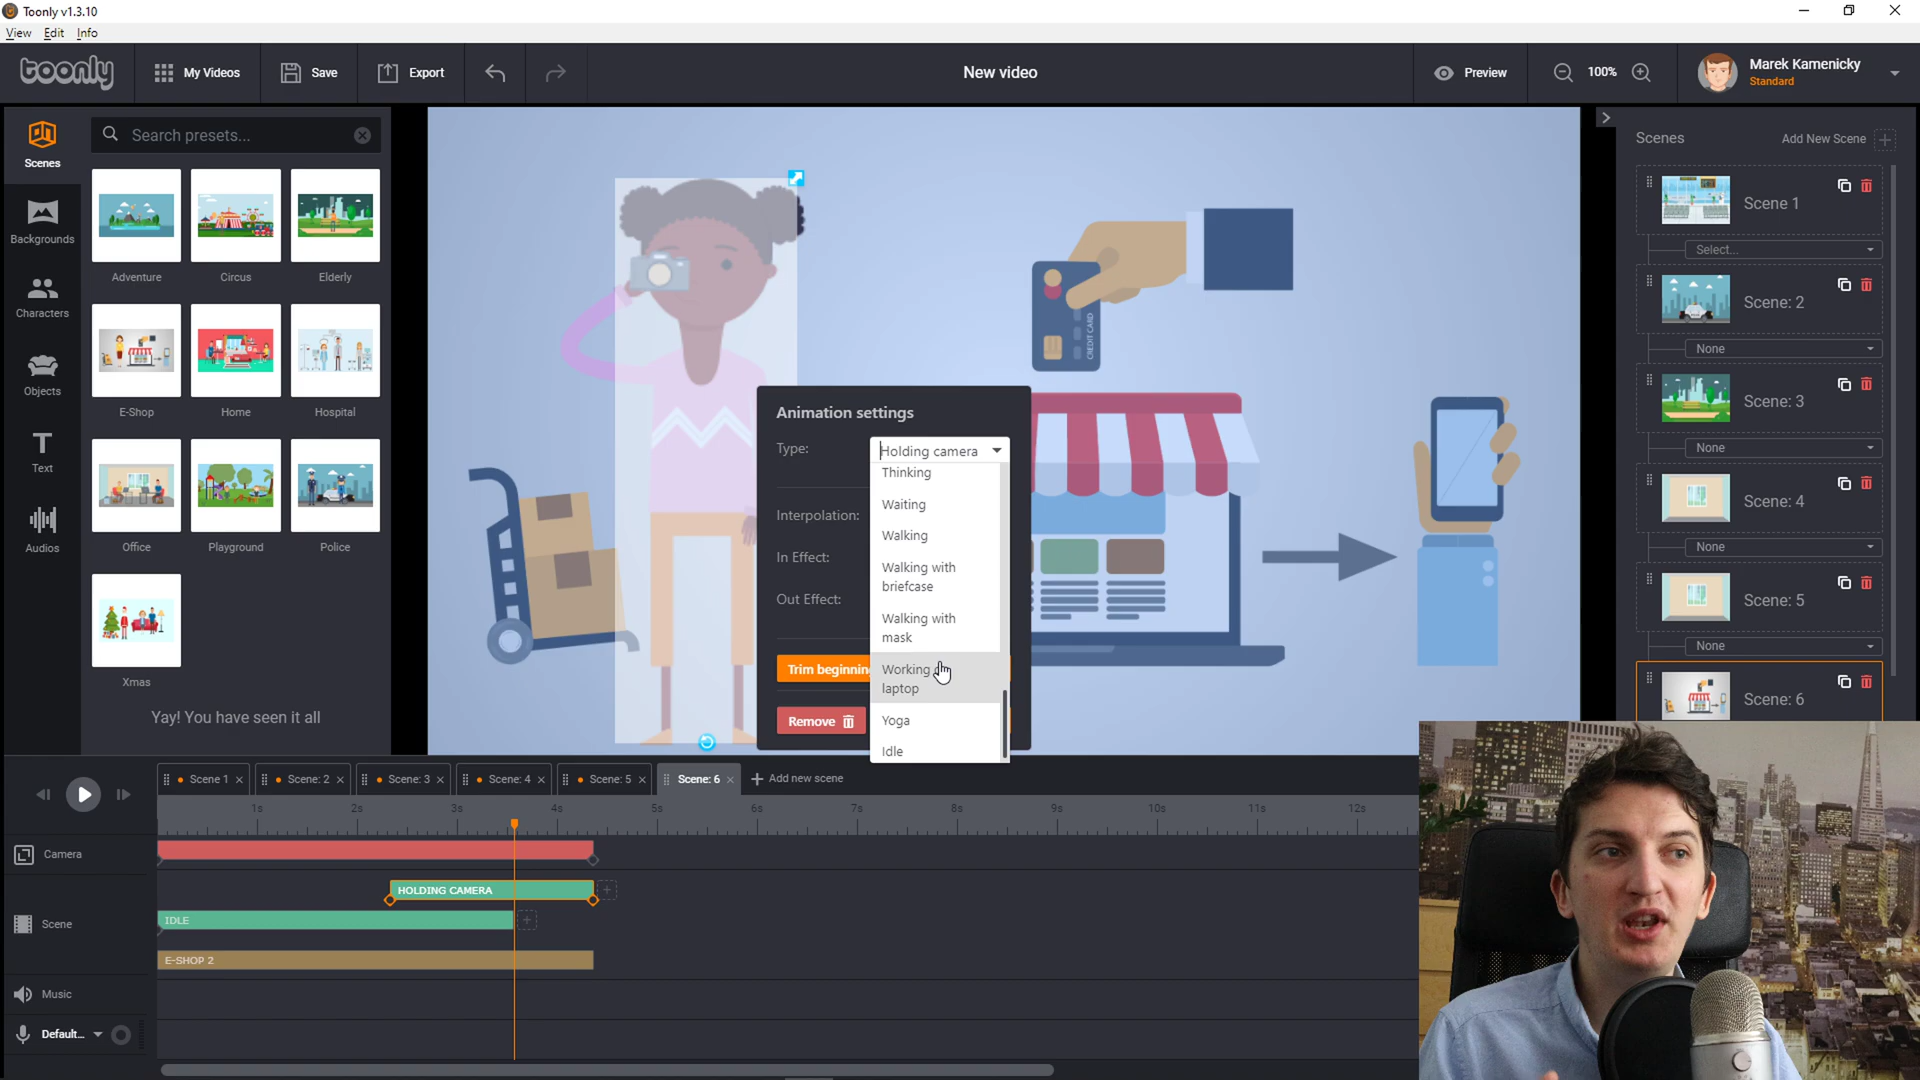 Toonly v1.3.10
View Edit Info
toonly
My Videos
Save
Export
New video
Preview
100%
Marek Kamenicky
Standard
Scenes
Backgrounds
Characters
Objects
Text
Audios
Search presets...
Adventure
Circus
Elderly
E-Shop
Home
Hospital
Office
Playground
Police
Xmas
Yay! You have seen it all
CREDIT CARD
Animation settings
Type:
Holding camera
Thinking
Waiting
Walking
Walking with
briefcase
Walking with
mask
Working
laptop
Yoga
Idle
Interpolation:
In Effect:
Out Effect:
Trim beginning
Remove
Scenes
Add New Scene
Scene 1
Select...
Scene: 2
None
Scene: 3
None
Scene: 4
None
Scene: 5
None
Scene: 6
Scene 1
Scene: 2
Scene: 3
Scene: 4
Scene: 5
Scene: 6
Add new scene
1s 2s 3s 4s 5s 6s 7s 8s 9s 10s 11s 12s
Camera
HOLDING CAMERA
Scene
IDLE
E-SHOP 2
Music
Default...